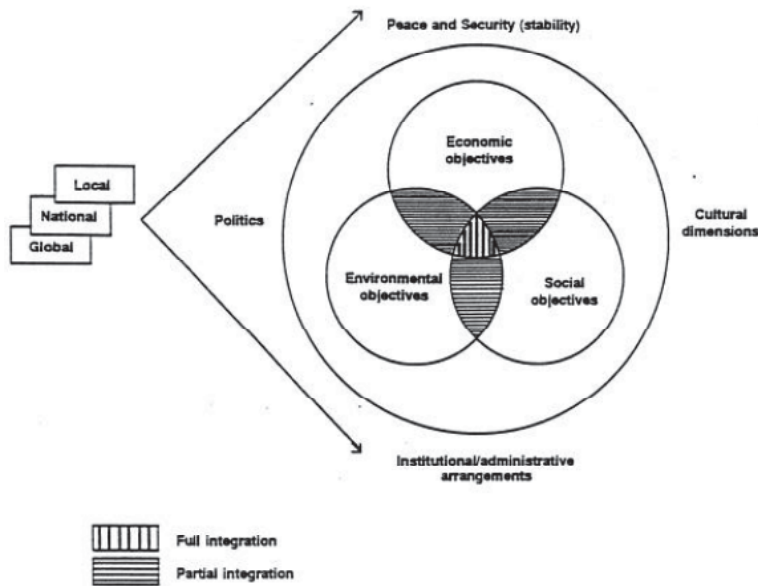 Peace and Security (stability)
Economic
objectives
Local
National
Global
Politics
Cultural
dimensions
Environmental
objectives
Social
objectives
Institutional/administrative
arrangements
Full integration
Partial integration